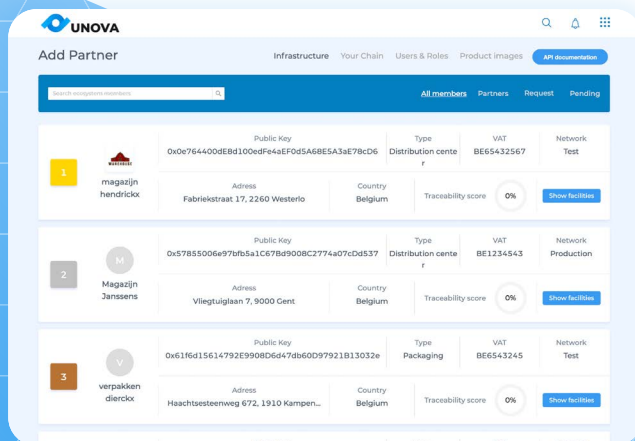 UNOVA
Add Partner
Infrastructure Your Chain Users & Roles Product images API documentation
Search ecosystem members
All members Partners Request Pending
1
WAREHOUSE
magazijn
hendrickx
Public Key
0x0e764400dE8d100edFe4aEF0d5A68E5A3aE78cD6
Type
Distribution cente
r
VAT
BE65432567
Network
Test
Adress
Fabriekstraat 17, 2260 Westerlo
Country
Belgium
Traceability score 0%
Show facilities
2
M
Magazijn
Janssens
Public Key
0x57855006e97bfb5a1C67Bd9008C2774a07cDd537
Type
Distribution cente
r
VAT
BE1234543
Network
Production
Adress
Vliegtuiglaan 7, 9000 Gent
Country
Belgium
Traceability score 0%
Show facilities
3
V
verpakken
dierckx
Public Key
0x61f6d15614792E9908D6d47db60D97921B13032e
Type
Packaging
VAT
BE6543245
Network
Test
Adress
Haachtsesteenweg 672, 1910 Kampen...
Country
Belgium
Traceability score 0%
Show facilities